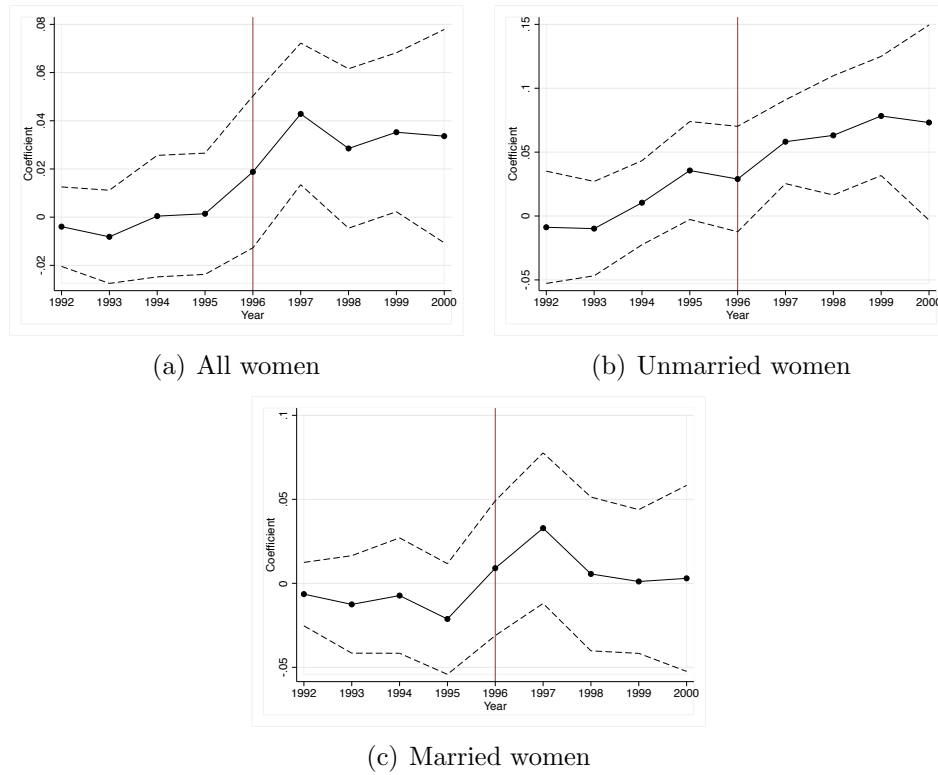 .08
.06
.04
.02
0
-.02
Coefficient
1992 1993 1994 1995 1996 1997 1998 1999 2000
Year
(a) All women
.15
.1
.05
0
-.05
Coefficient
1992 1993 1994 1995 1996 1997 1998 1999 2000
Year
(b) Unmarried women
.1
.05
0
-.05
Coefficient
1992 1993 1994 1995 1996 1997 1998 1999 2000
Year
(c) Married women